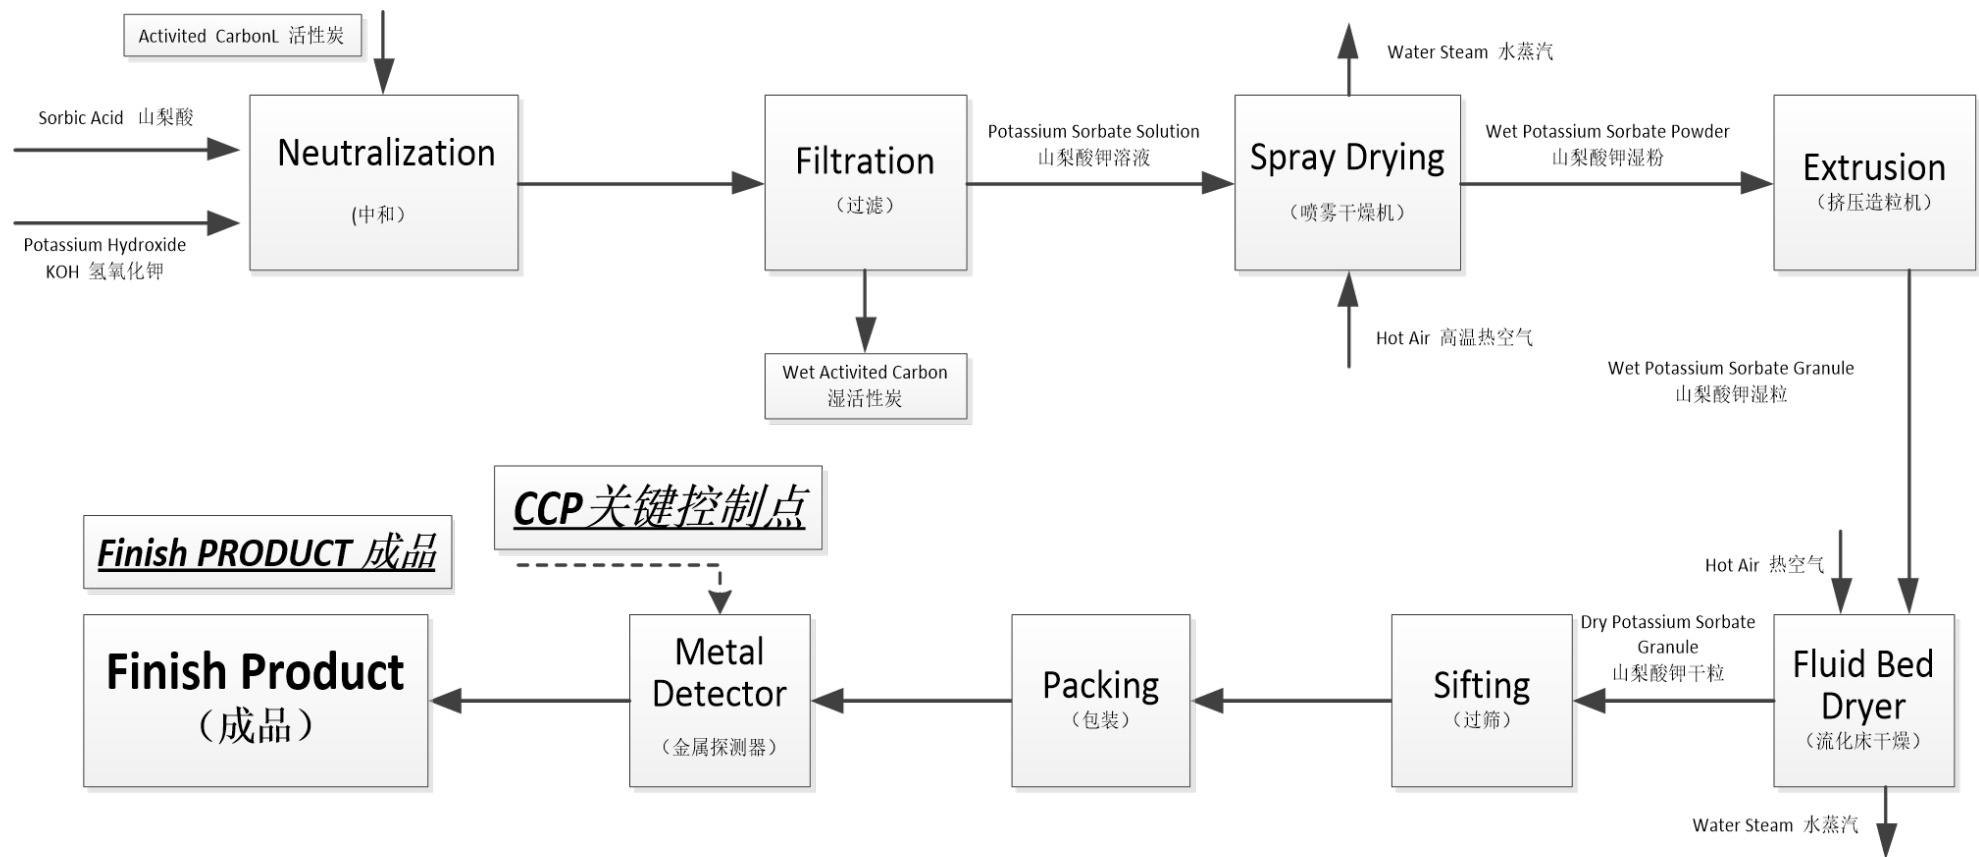 Activited CarbonL 活性炭
Sorbic Acid 山梨酸
Potassium Hydroxide
KOH 氢氧化钾
Neutralization
(中和）
Filtration
（过滤）
Wet Activited Carbon
湿活性炭
Potassium Sorbate Solution
山梨酸钾溶液
Water Steam 水蒸汽
Spray Drying
（喷雾干燥机）
Hot Air 高温热空气
Wet Potassium Sorbate Powder
山梨酸钾湿粉
Extrusion
（挤压造粒机）
Wet Potassium Sorbate Granule
山梨酸钾湿粒
Hot Air 热空气
Fluid Bed
Dryer
（流化床干燥）
Water Steam 水蒸汽
Dry Potassium Sorbate
Granule
山梨酸钾干粒
Sifting
（过筛）
Packing
（包装）
CCP关键控制点
Metal
Detector
（金属探测器）
Finish PRODUCT 成品
Finish Product
（成品）